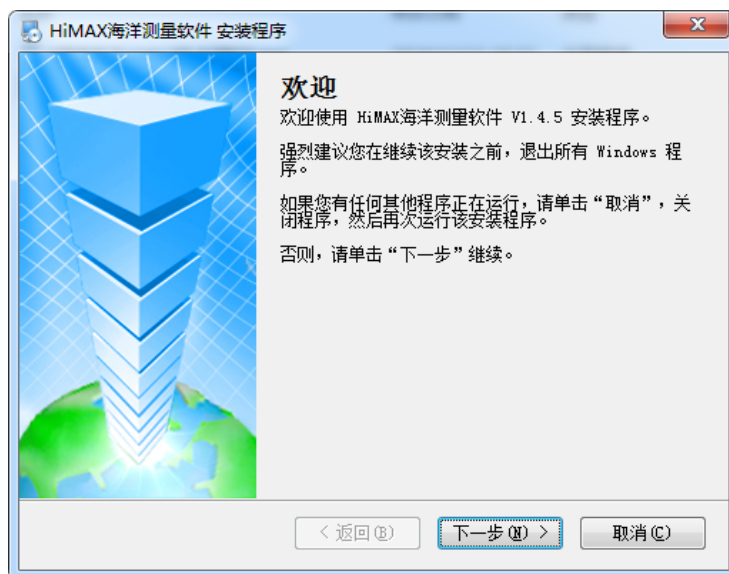 HiMAX海洋测量软件 安装程序
欢迎
欢迎使用 HiMAX海洋测量软件 V1.4.5 安装程序。
强烈建议您在继续该安装之前，退出所有 Windows 程
序。
如果您有任何其他程序正在运行，请单击“取消”，关
闭程序，然后再次运行该安装程序。
否则，请单击“下一步”继续。
< 返回(B)
下一步(N) >
取消(C)